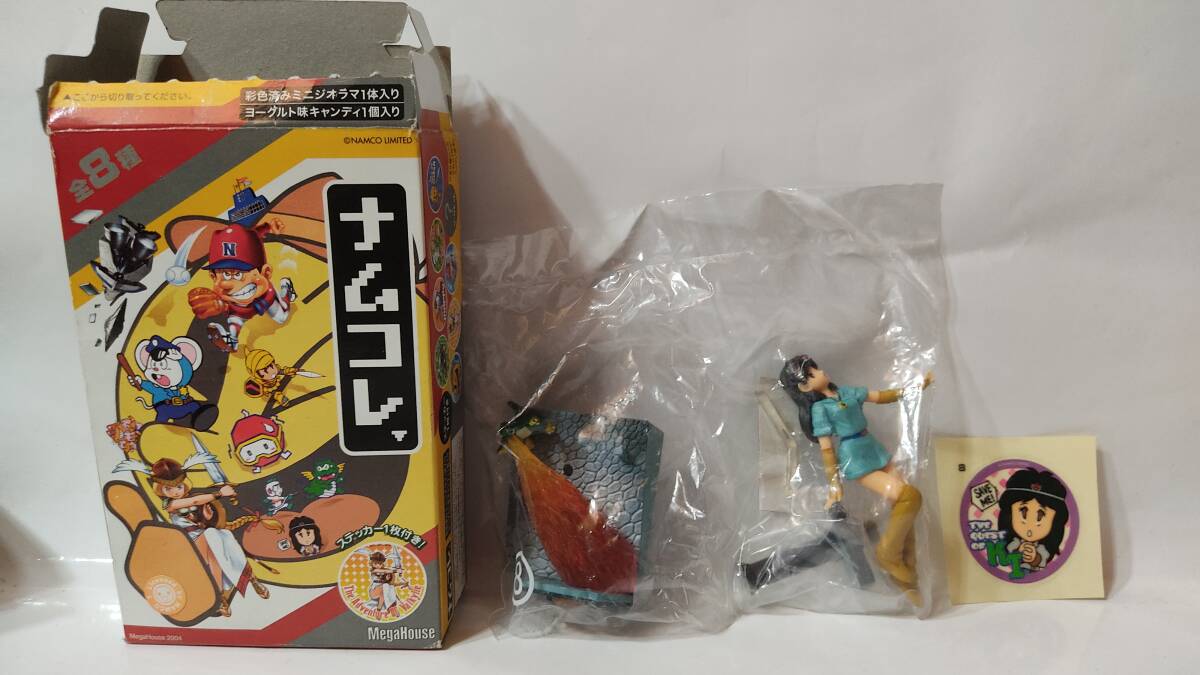 ▲ここから切り取ってください。
彩色済みミニジオラマ1体入り
ヨーグルト味キャンディ1個入り
©NAMCO LIMITED
全8種
ナムコレ
N
ステッカー1枚付き!
The Adventure of Valkyrie
MegaHouse
MegaHouse 2004
8
8
SAVE ME!
THE QUEST OF KI